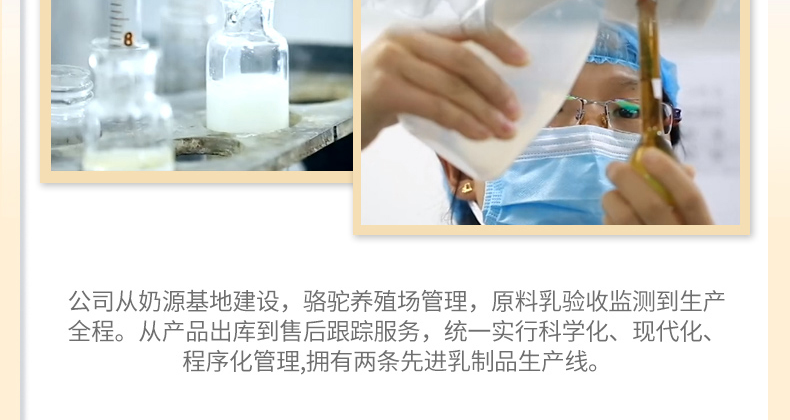 8
公司从奶源基地建设，骆驼养殖场管理，原料乳验收监测到生产
全程。从产品出库到售后跟踪服务，统一实行科学化、现代化、
程序化管理,拥有两条先进乳制品生产线。